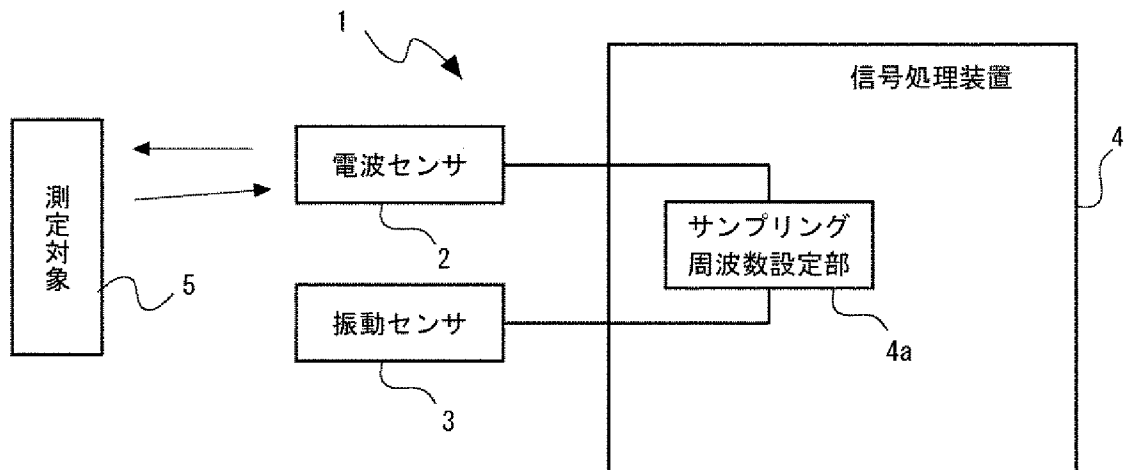 1
信号処理装置
4
測定対象
5
電波センサ
2
サンプリング
周波数設定部
4a
振動センサ
3